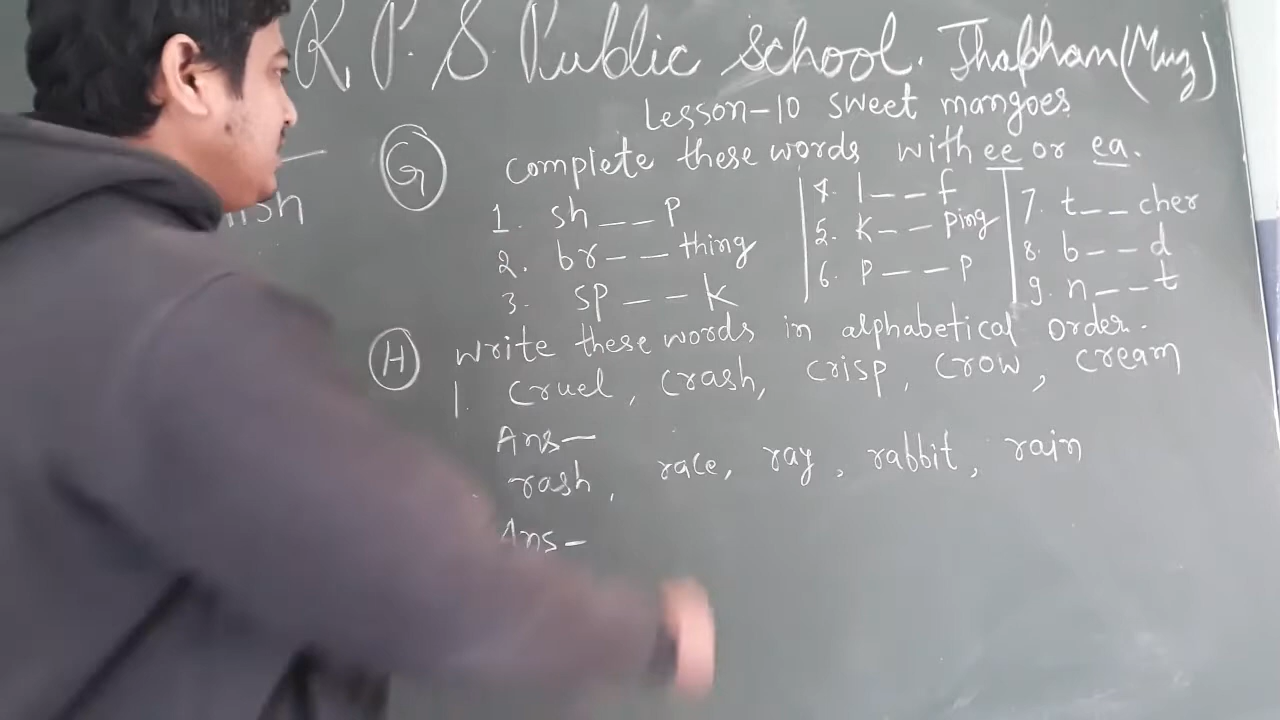 R. P. S. Public School. Jhaphan (Muz)
Lesson-10 sweet mangoes
G complete these words with ee or ea.
1. sh__p
2. br__thing
3. sp__k
4. l__f
5. k__ping
6. p__p
7. t__cher
8. b__d
9. n__t
H write these words in alphabetical order.
1. Cruel, Crash, Crisp, Crow, Cream
Ans-
rash, race, ray, rabbit, rain
Ans-